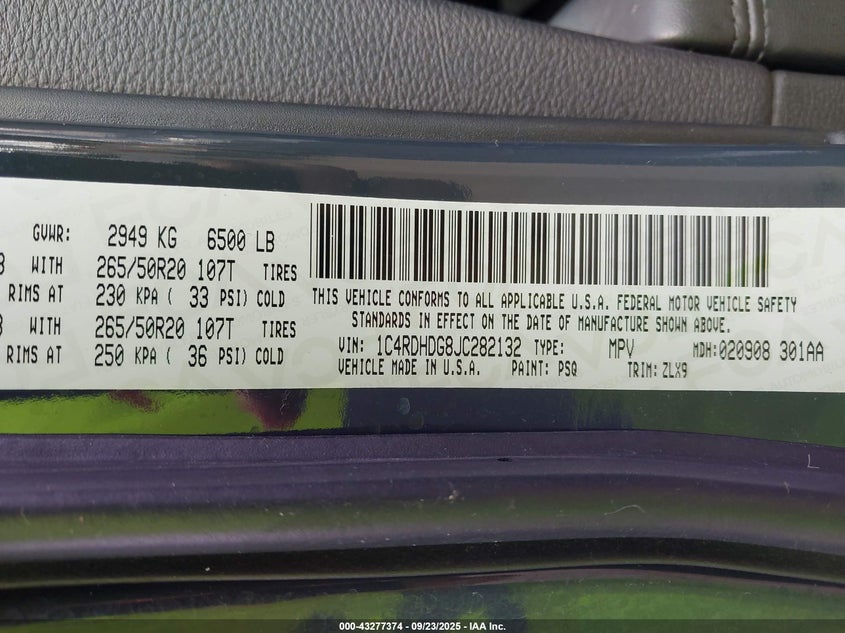 GVWR: 2949 KG 6500 LB
WITH 265/50R20 107T TIRES
RIMS AT 230 KPA ( 33 PSI) COLD
WITH 265/50R20 107T TIRES
RIMS AT 250 KPA ( 36 PSI) COLD
THIS VEHICLE CONFORMS TO ALL APPLICABLE U.S.A. FEDERAL MOTOR VEHICLE SAFETY
STANDARDS IN EFFECT ON THE DATE OF MANUFACTURE SHOWN ABOVE.
VIN: 1C4RDHDG8JC282132 TYPE: MPV MDH:020908 301AA
VEHICLE MADE IN U.S.A. PAINT: PSQ TRIM: ZLX9
000-43277374 - 09/23/2025 - IAA Inc.